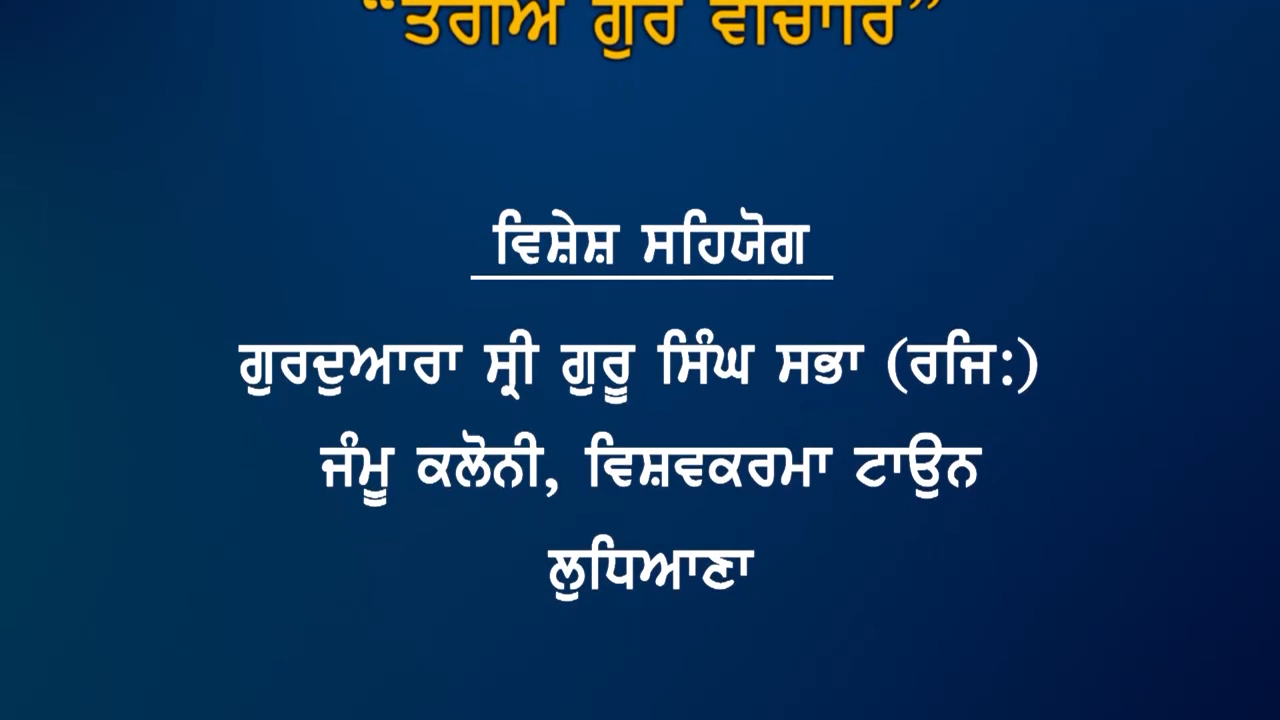 “ਤਰੀਐ ਗੁਰ ਵੀਚਾਰਿ”
ਵਿਸ਼ੇਸ਼ ਸਹਿਯੋਗ
ਗੁਰਦੁਆਰਾ ਸ੍ਰੀ ਗੁਰੂ ਸਿੰਘ ਸਭਾ (ਰਜਿ:)
ਜੰਮੂ ਕਲੋਨੀ, ਵਿਸ਼ਵਕਰਮਾ ਟਾਊਨ
ਲੁਧਿਆਣਾ